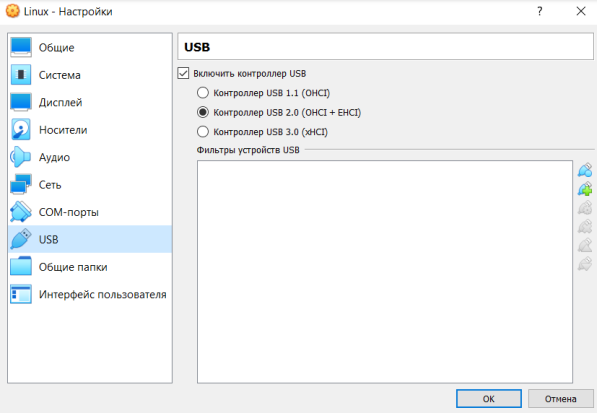 Linux - Настройки
?
Общие
Система
Дисплей
Носители
Аудио
Сеть
COM-порты
USB
Общие папки
Интерфейс пользователя
USB
Включить контроллер USB
Контроллер USB 1.1 (OHCI)
Контроллер USB 2.0 (OHCI + EHCI)
Контроллер USB 3.0 (xHCI)
Фильтры устройств USB
OK
Отмена